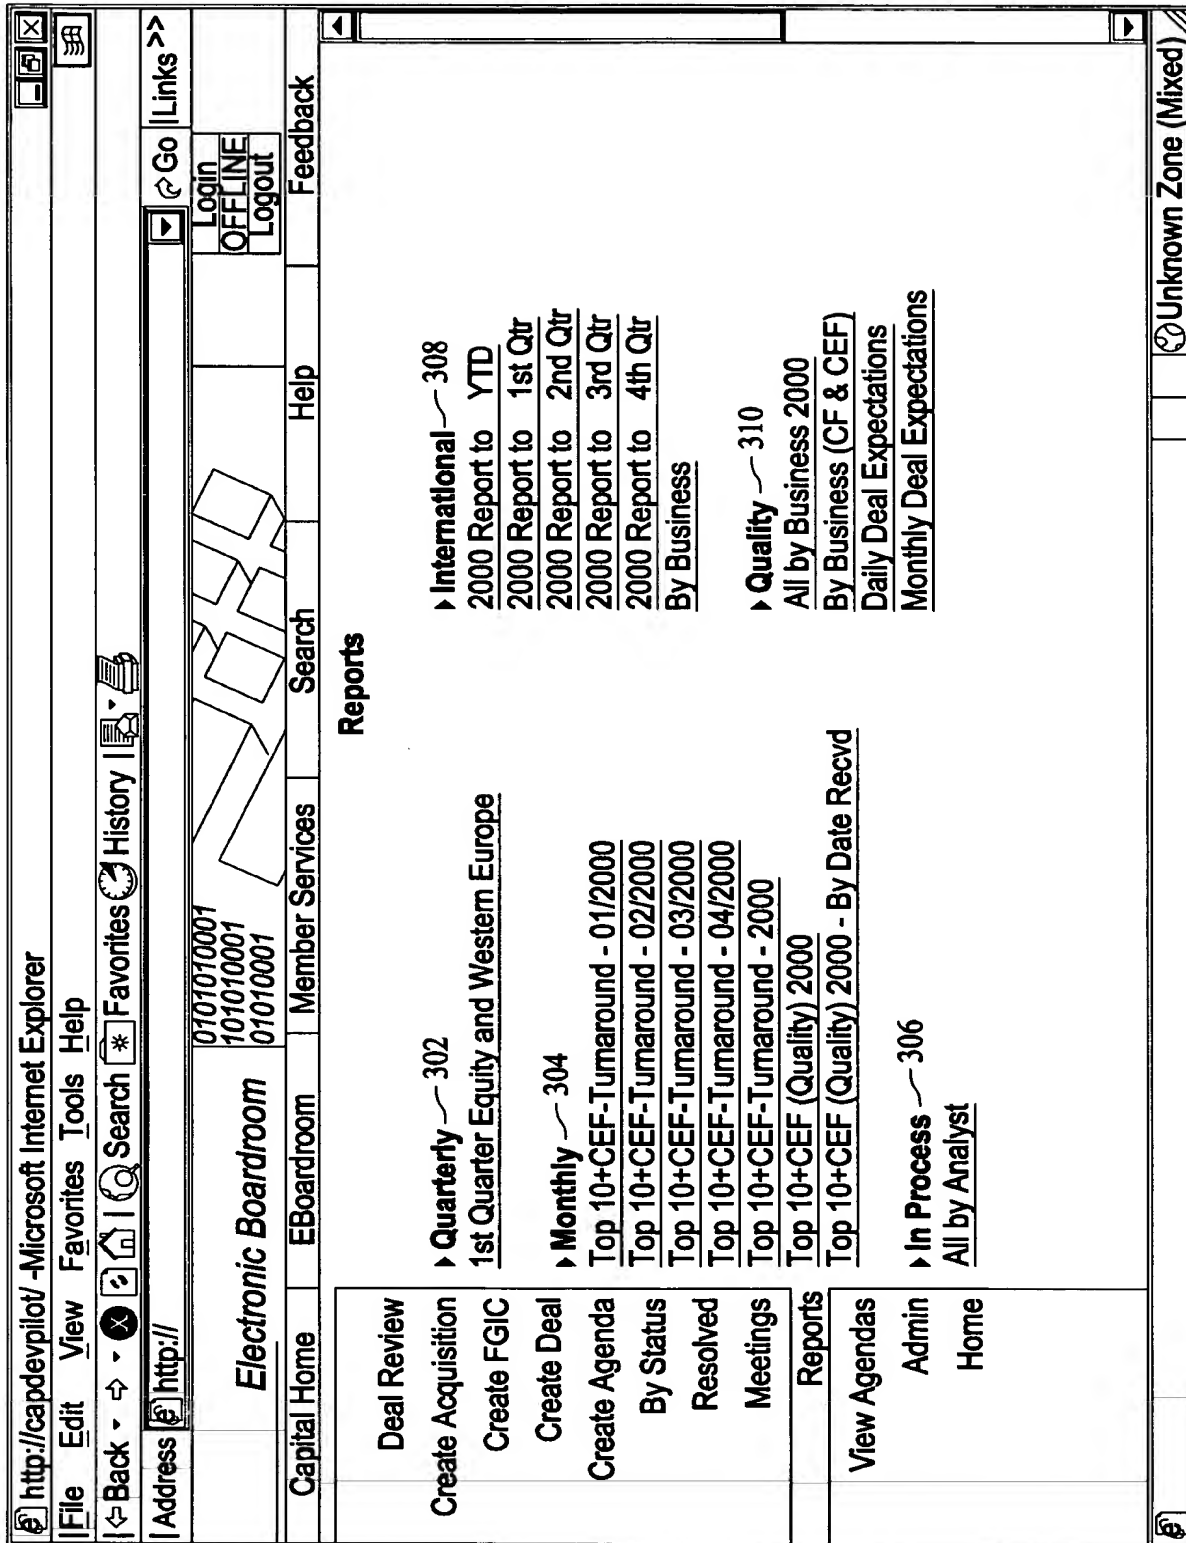 http://capdevpilot/ -Microsoft Internet Explorer
File Edit View Favorites Tools Help
Back Search Favorites History
Address http:// Go Links >>
Electronic Boardroom
0101010001
10101001
01010001
Login
OFFLINE
Logout
Capital Home EBoardroom Member Services Search Help Feedback
Reports
Deal Review
Create Acquisition
Create FGIC
Create Deal
Create Agenda
By Status
Resolved
Meetings
Reports
View Agendas
Admin
Home
Quarterly 302
1st Quarter Equity and Western Europe
Monthly 304
Top 10+CEF-Turnaround - 01/2000
Top 10+CEF-Turnaround - 02/2000
Top 10+CEF-Turnaround - 03/2000
Top 10+CEF-Turnaround - 04/2000
Top 10+CEF-Turnaround - 2000
Top 10+CEF (Quality) 2000
Top 10+CEF (Quality) 2000 - By Date Recvd
In Process 306
All by Analyst
International 308
2000 Report to YTD
2000 Report to 1st Qtr
2000 Report to 2nd Qtr
2000 Report to 3rd Qtr
2000 Report to 4th Qtr
By Business
Quality 310
All by Business 2000
By Business (CF & CEF)
Daily Deal Expectations
Monthly Deal Expectations
Unknown Zone (Mixed)